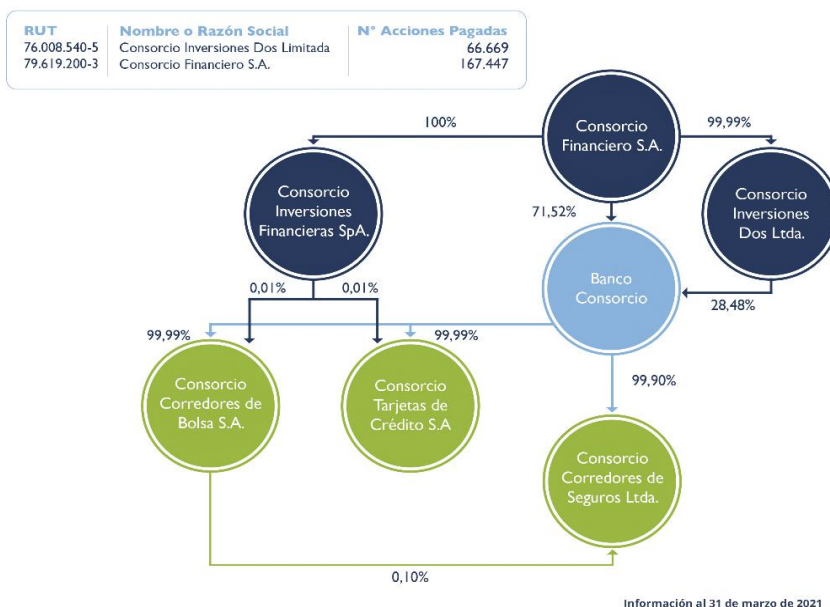 RUT Nombre o Razón Social N° Acciones Pagadas
76.008.540-5 Consorcio Inversiones Dos Limitada 66.669
79.619.200-3 Consorcio Financiero S.A. 167.447
Consorcio
Financiero S.A.
100%
99,99%
Consorcio
Inversiones
Financieras SpA.
71,52%
Consorcio
Inversiones
Dos Ltda.
0,01%
0,01%
Banco
Consorcio
28,48%
99,99%
99,99%
Consorcio
Corredores de
Bolsa S.A.
Consorcio
Tarjetas de
Crédito S.A
99,90%
Consorcio
Corredores de
Seguros Ltda.
0,10%
Información al 31 de marzo de 2021